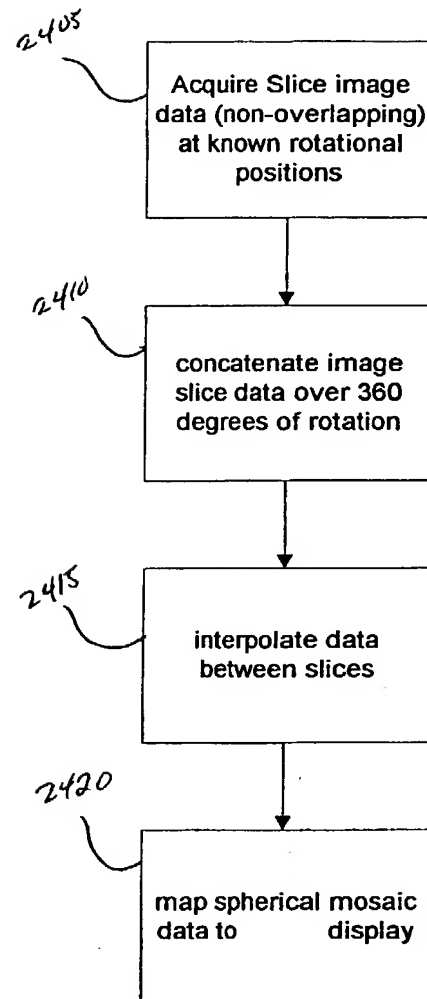 2405
Acquire Slice image
data (non-overlapping)
at known rotational
positions
2410
concatenate image
slice data over 360
degrees of rotation
2415
interpolate data
between slices
2420
map spherical mosaic
data to display